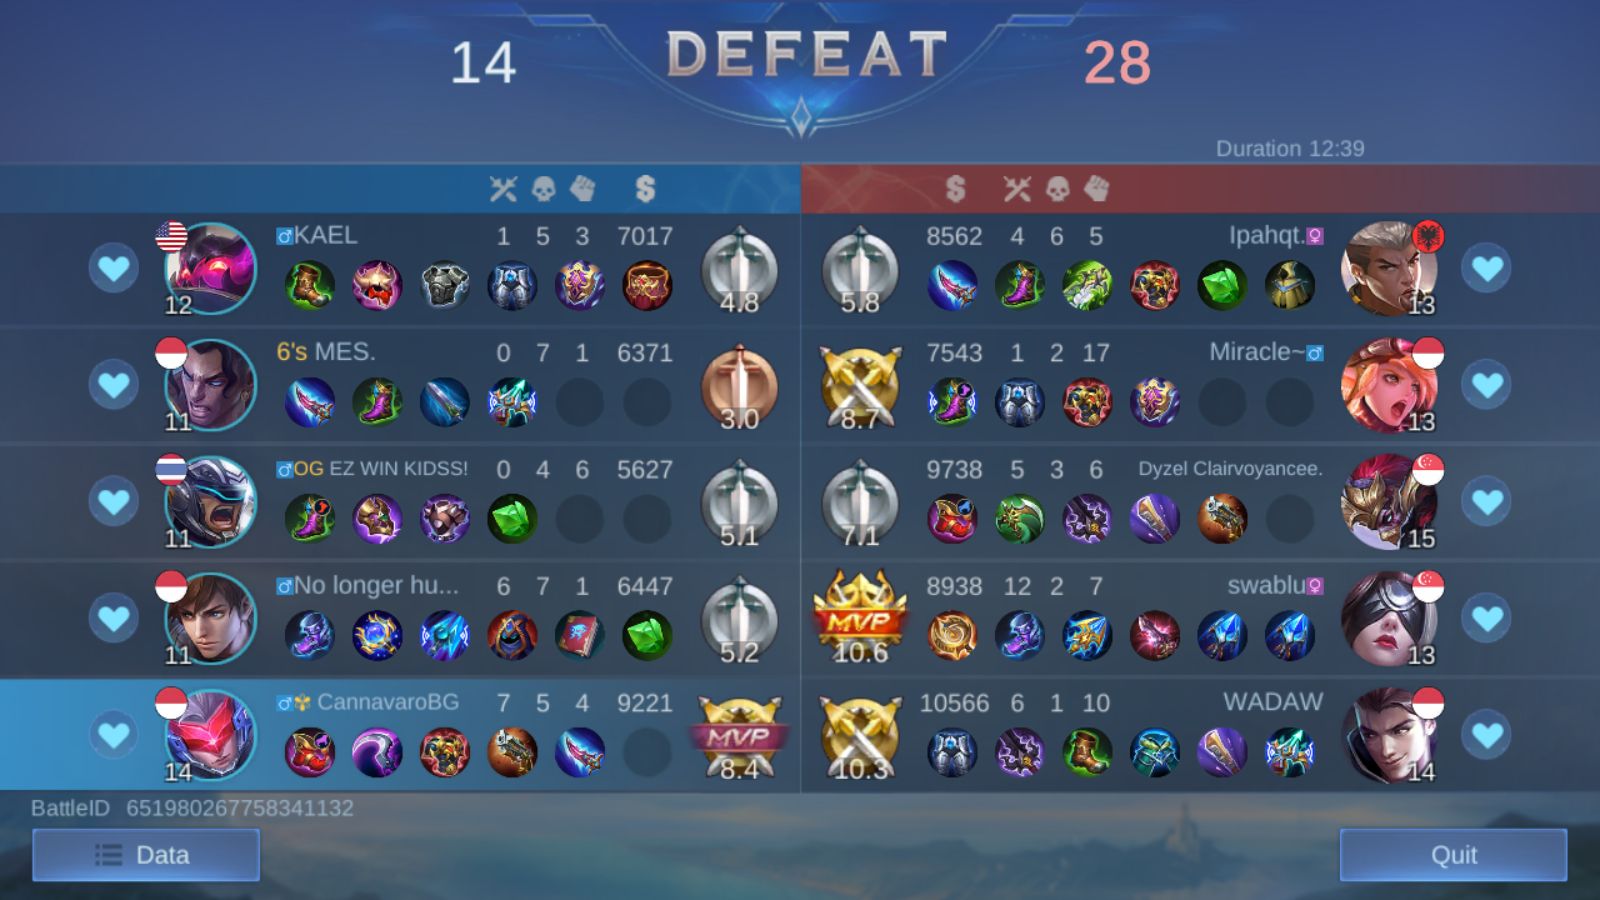 14 DEFEAT 28
Duration 12:39
KAEL 1 5 3 7017
12
4.8
8562 4 6 5 Ipahqt.
5.8
13
6's MES. 0 7 1 6371
11
3.0
7543 1 2 17 Miracle~
8.7
13
OG EZ WIN KIDSS! 0 4 6 5627
11
5.1
9738 5 3 6 Dyzel Clairvoyancee.
7.1
15
No longer hu... 6 7 1 6447
11
5.2
8938 12 2 7 swablu
MVP
10.6
13
CannavaroBG 7 5 4 9221
14
MVP
8.4
10566 6 1 10 WADAW
10.3
14
BattleID 651980267758341132
Data
Quit